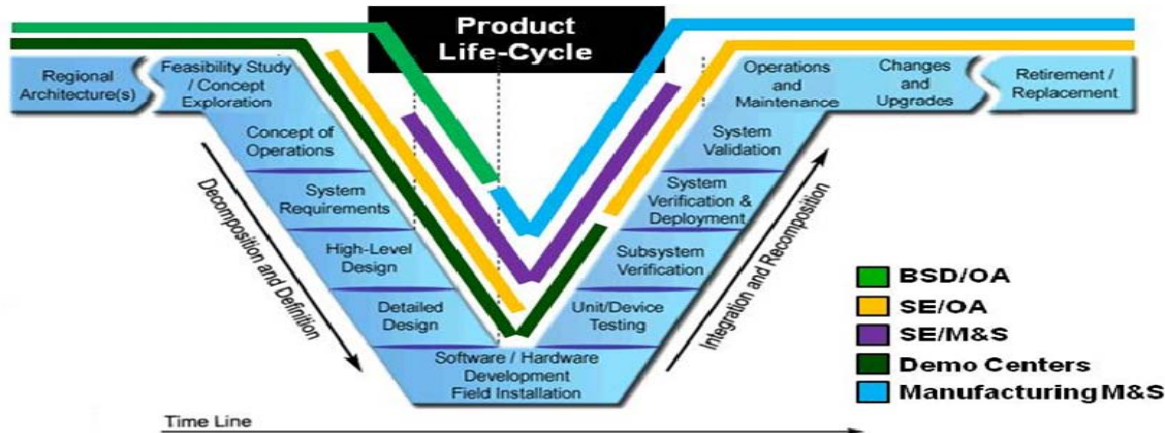 Product
Life-Cycle
Regional
Architecture(s)
Feasibility Study
/ Concept
Exploration
Operations
and
Maintenance
Changes
and
Upgrades
Retirement /
Replacement
Concept of
Operations
System
Validation
System
Requirements
System
Verification &
Deployment
High-Level
Design
Subsystem
Verification
Detailed
Design
Unit/Device
Testing
Software / Hardware
Development
Field Installation
Decomposition and Definition
Integration and Recomposition
BSD/OA
SE/OA
SE/M&S
Demo Centers
Manufacturing M&S
Time Line